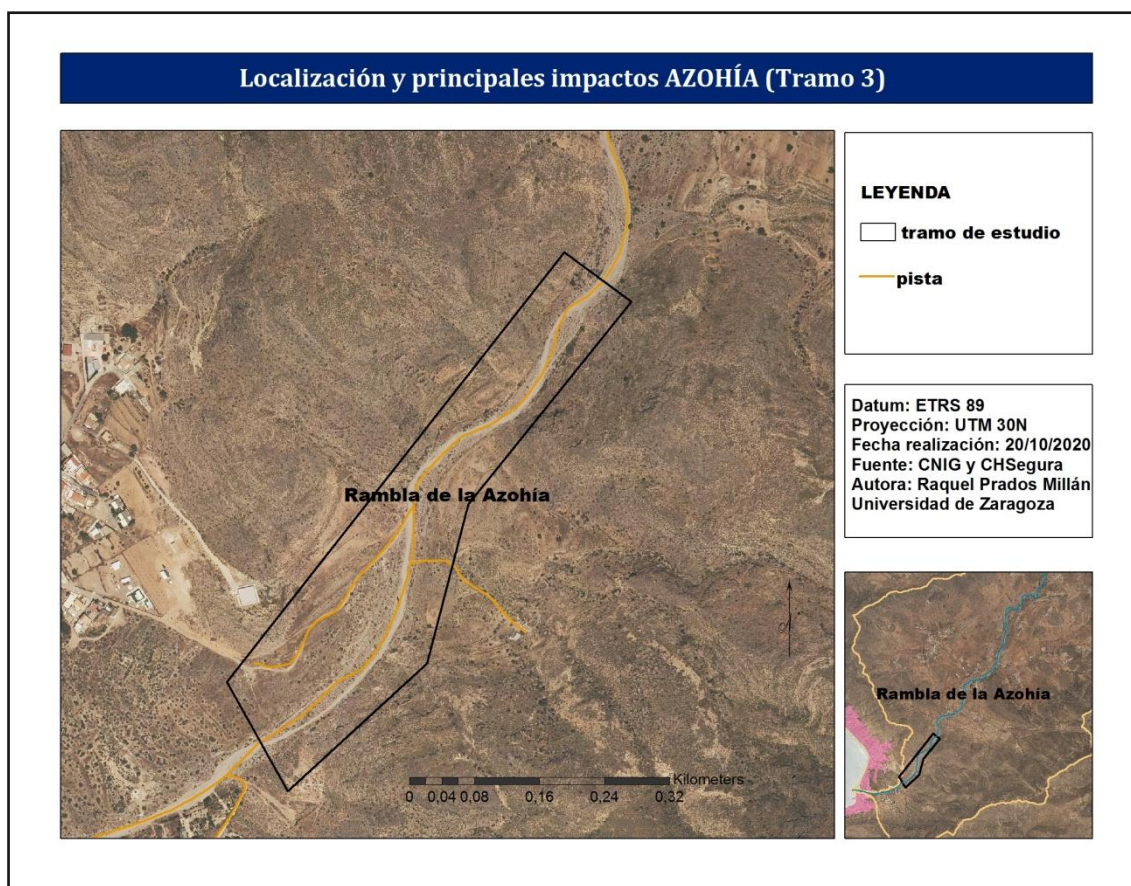 Localización y principales impactos AZOHÍA (Tramo 3)
Rambla de la Azohía
Kilometers
0 0,04 0,08 0,16 0,24 0,32
LEYENDA
tramo de estudio
pista
Datum: ETRS 89
Proyección: UTM 30N
Fecha realización: 20/10/2020
Fuente: CNIG y CHSegura
Autora: Raquel Prados Millán
Universidad de Zaragoza
Rambla de la Azohía